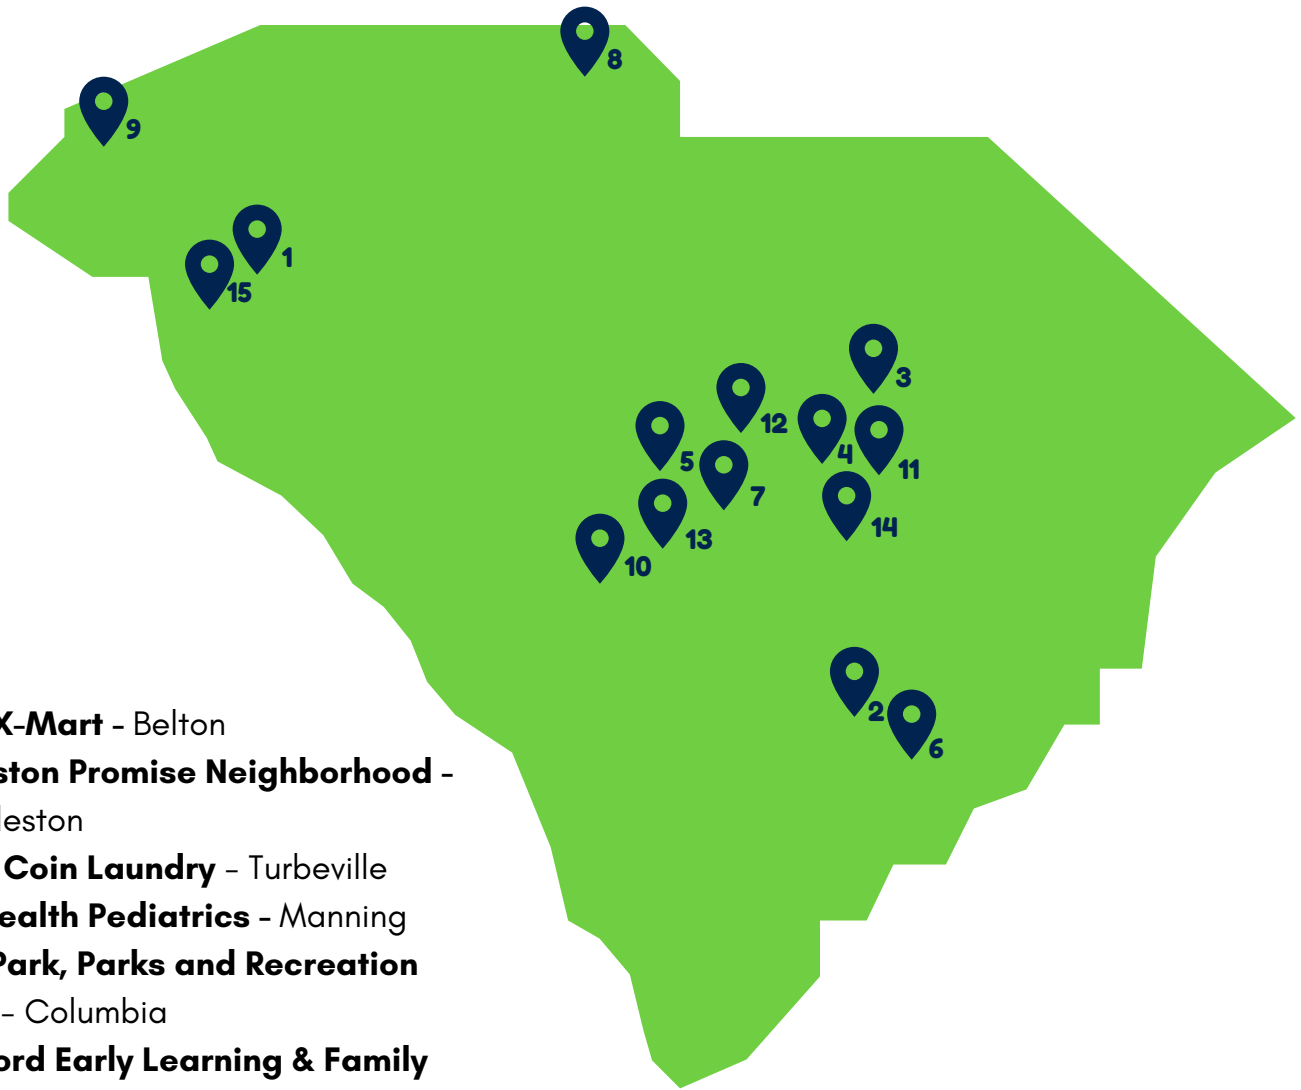 8
9
1
15
3
12
4
5
11
7
14
13
10
2
6
X-Mart - Belton
ston Promise Neighborhood -
leston
Coin Laundry - Turbeville
ealth Pediatrics - Manning
Park, Parks and Recreation
- Columbia
ord Early Learning & Family